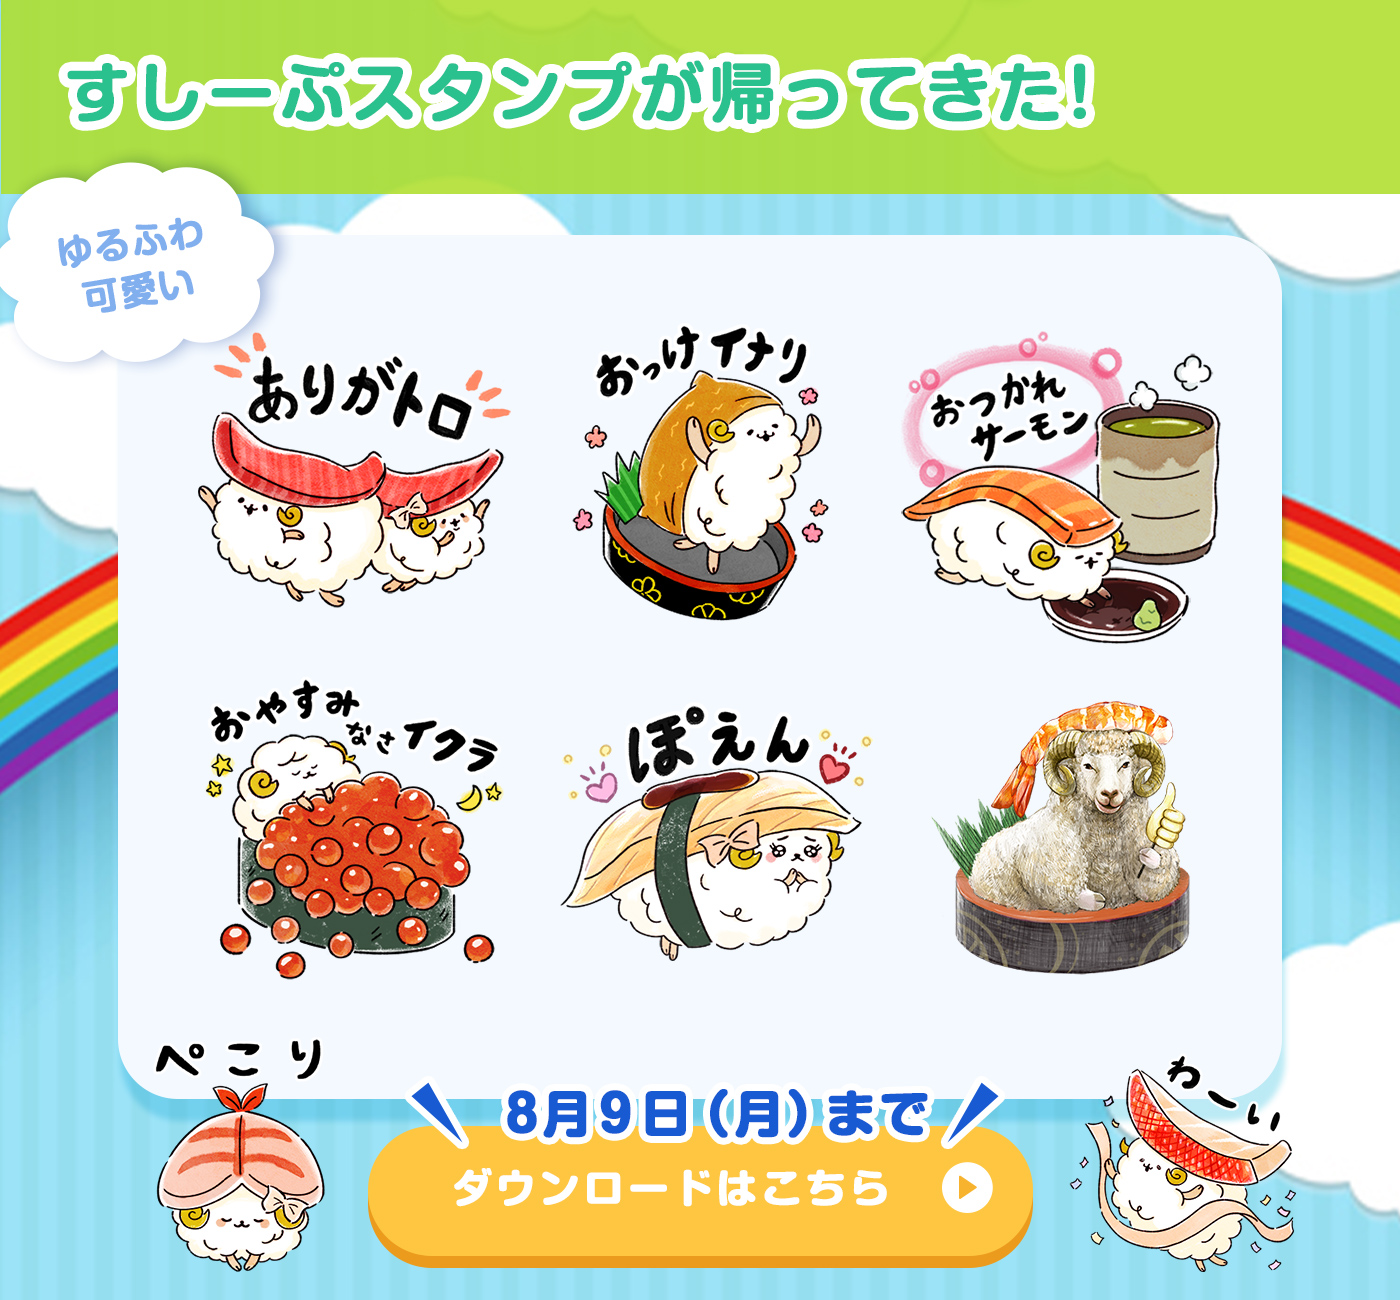 すしーぷスタンプが帰ってきた!
ゆるふわ
可愛い
ありがトロ
おっけイナリ
おつかれ
サーモン
おやすみ
なさイクラ
ぽえん
ぺこり
わーい
8月9日(月)まで
ダウンロードはこちら